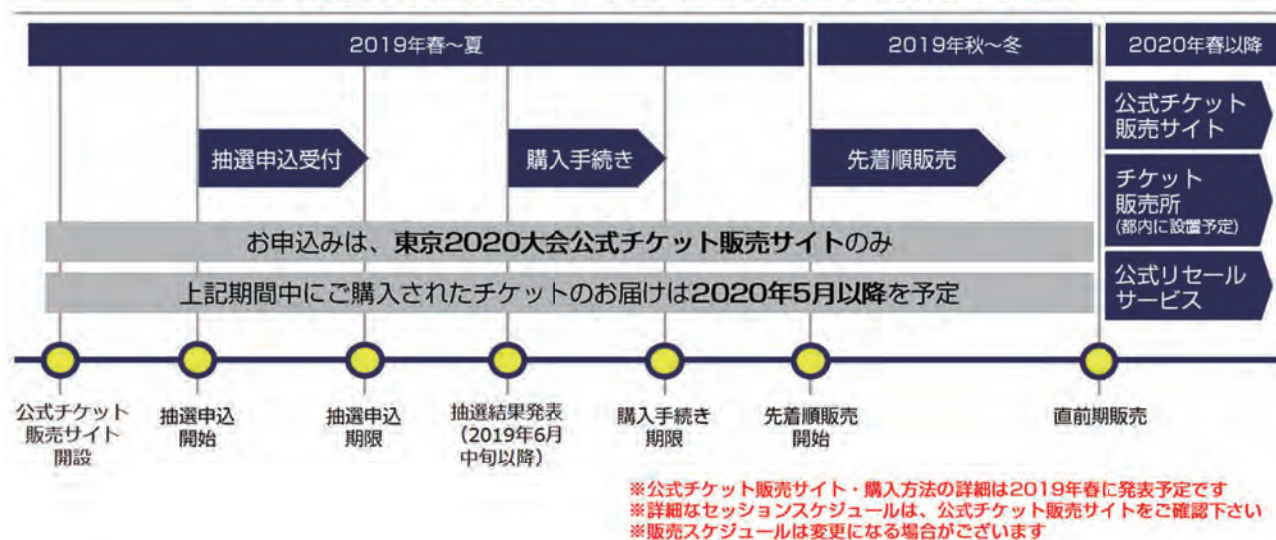 2019年春〜夏
2019年秋〜冬
2020年春以降
抽選申込受付
購入手続き
先着順販売
公式チケット
販売サイト
チケット
販売所
(都内に設置予定)
公式リセール
サービス
お申込みは、東京2020大会公式チケット販売サイトのみ
上記期間中にご購入されたチケットのお届けは2020年5月以降を予定
公式チケット
販売サイト
開設
抽選申込
開始
抽選申込
期限
抽選結果発表
(2019年6月
中旬以降)
購入手続き
期限
先着順販売
開始
直前期販売
※公式チケット販売サイト・購入方法の詳細は2019年春に発表予定です
※詳細なセッションスケジュールは、公式チケット販売サイトをご確認下さい
※販売スケジュールは変更になる場合がございます